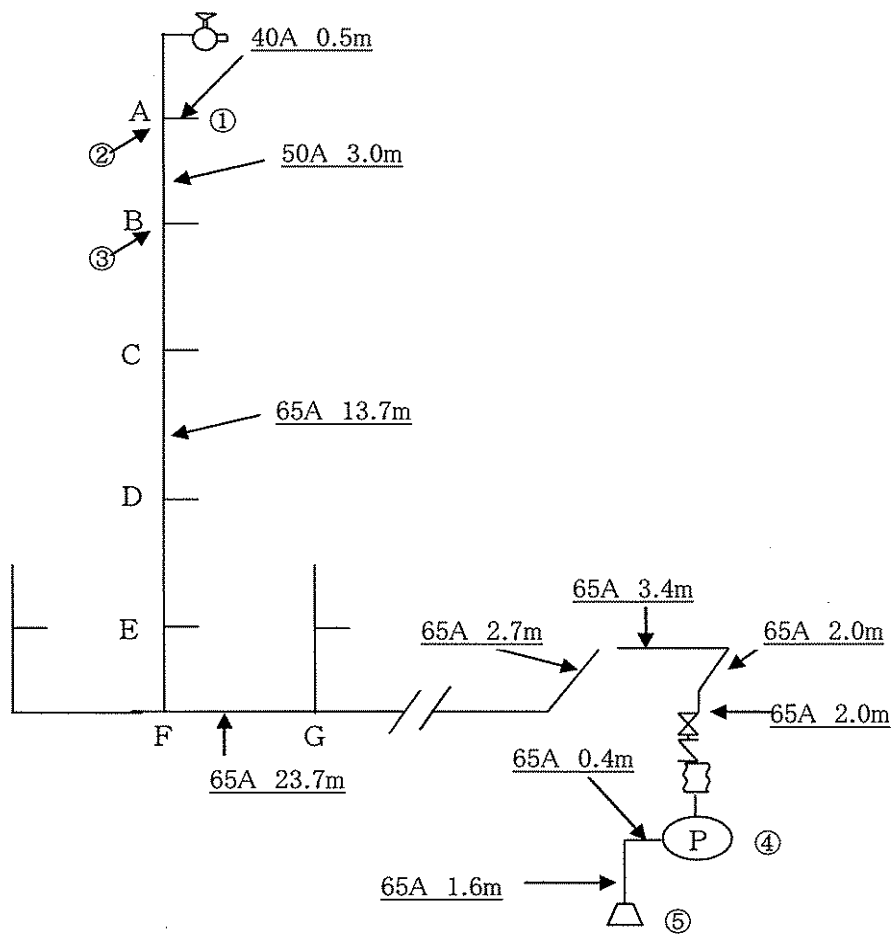 40A 0.5m
A
①
②
50A 3.0m
B
③
C
65A 13.7m
D
65A 3.4m
E
65A 2.7m
65A 2.0m
65A 2.0m
F
G
65A 0.4m
65A 23.7m
P
④
65A 1.6m
⑤